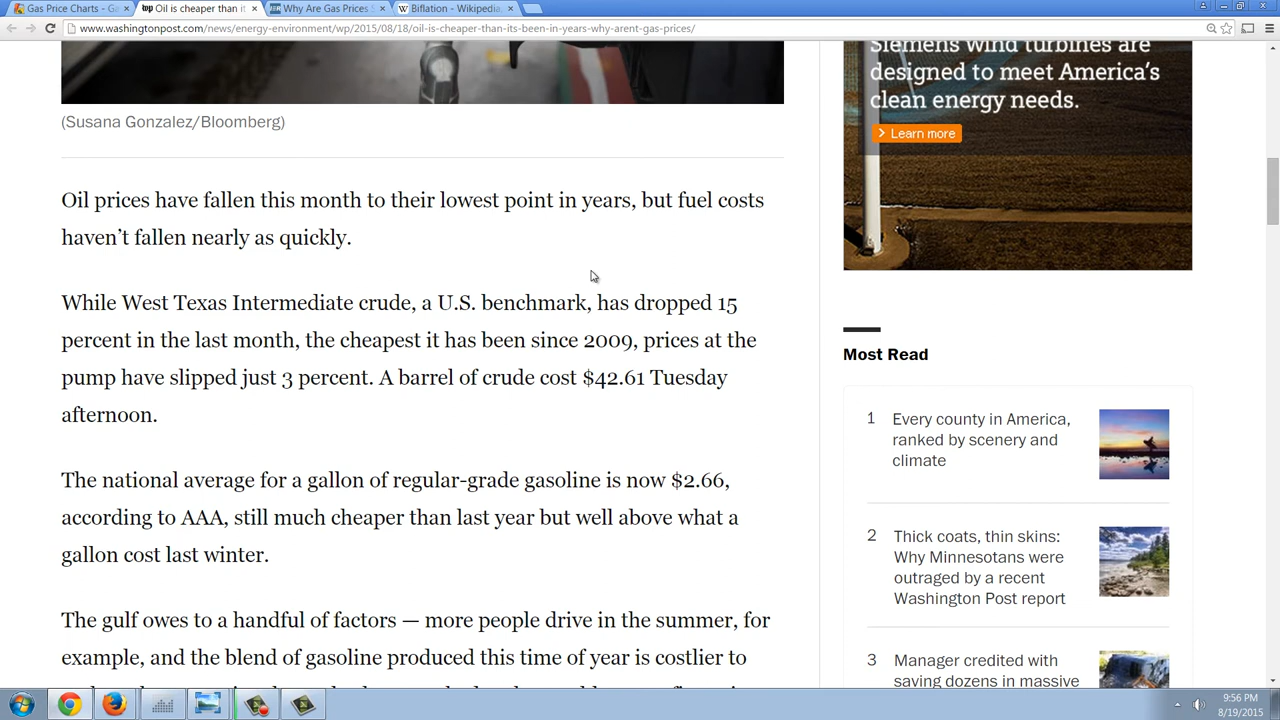 Gas Price Charts - Ga
wp Oil is cheaper than it
Why Are Gas Prices S
W Biflation - Wikipedia,
www.washingtonpost.com/news/energy-environment/wp/2015/08/18/oil-is-cheaper-than-its-been-in-years-why-arent-gas-prices/
(Susana Gonzalez/Bloomberg)
Oil prices have fallen this month to their lowest point in years, but fuel costs
haven’t fallen nearly as quickly.
While West Texas Intermediate crude, a U.S. benchmark, has dropped 15
percent in the last month, the cheapest it has been since 2009, prices at the
pump have slipped just 3 percent. A barrel of crude cost $42.61 Tuesday
afternoon.
The national average for a gallon of regular-grade gasoline is now $2.66,
according to AAA, still much cheaper than last year but well above what a
gallon cost last winter.
The gulf owes to a handful of factors — more people drive in the summer, for
example, and the blend of gasoline produced this time of year is costlier to
Siemens wind turbines are
designed to meet America’s
clean energy needs.
Learn more
Most Read
1 Every county in America,
ranked by scenery and
climate
2 Thick coats, thin skins:
Why Minnesotans were
outraged by a recent
Washington Post report
3 Manager credited with
saving dozens in massive
9:56 PM
8/19/2015